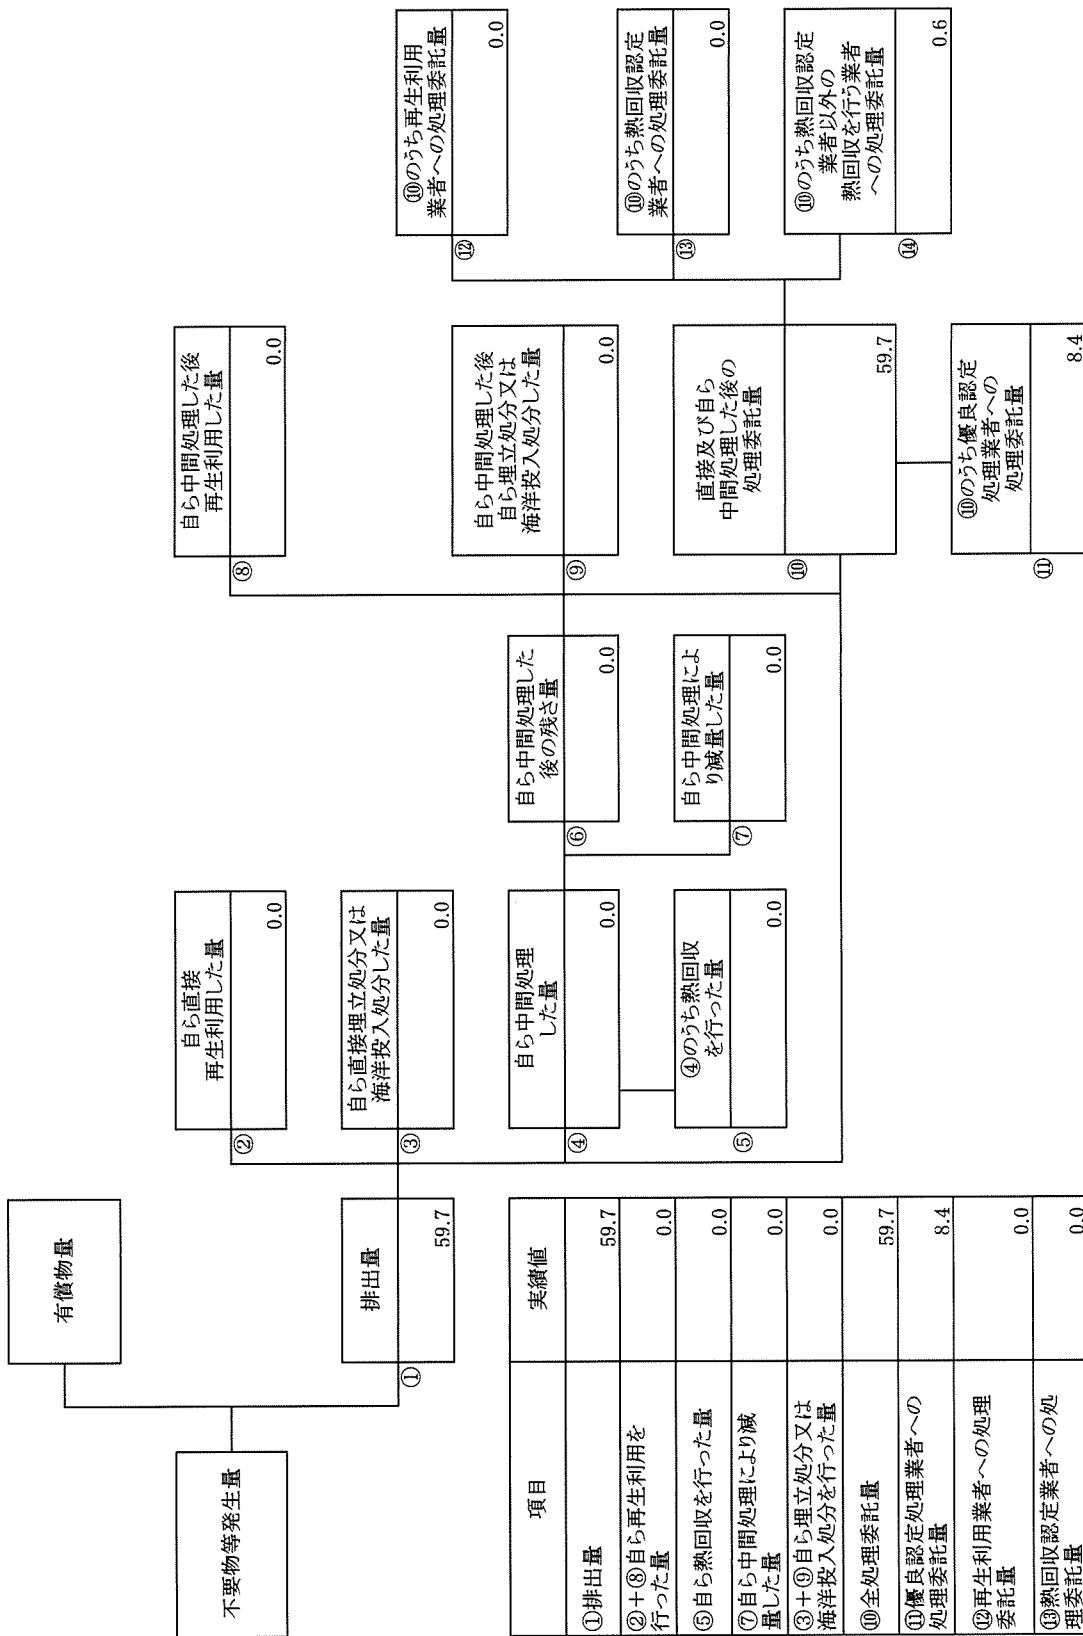 不要物等発生量
有償物量
①
排出量
59.7
②
自ら直接
再生利用した量
0.0
③
自ら直接埋立処分又は
海洋投入処分した量
0.0
④
自ら中間処理
した量
0.0
⑤
④のうち熱回収
を行った量
0.0
⑥
自ら中間処理した
後の残さ量
0.0
⑦
自ら中間処理によ
り減量した量
0.0
⑧
自ら中間処理した後
再生利用した量
0.0
⑨
自ら中間処理した後
自ら埋立処分又は
海洋投入処分した量
0.0
⑩
直接及び自ら
中間処理した後の
処理委託量
59.7
⑪
⑩のうち優良認定
処理業者への
処理委託量
8.4
⑫
⑩のうち再生利用
業者への処理委託量
0.0
⑬
⑩のうち熱回収認定
業者への処理委託量
0.0
⑭
⑩のうち熱回収認定
業者以外の
熱回収を行う業者
への処理委託量
0.6
項目 実績値
①排出量 59.7
②+⑧自ら再生利用を
行った量 0.0
⑤自ら熱回収を行った量 0.0
⑦自ら中間処理により減
量した量 0.0
③+⑨自ら埋立処分又は
海洋投入処分を行った量 0.0
⑩全処理委託量 59.7
⑪優良認定処理業者への
処理委託量 8.4
⑫再生利用業者への処理
委託量 0.0
⑬熱回収認定業者への処
理委託量 0.0